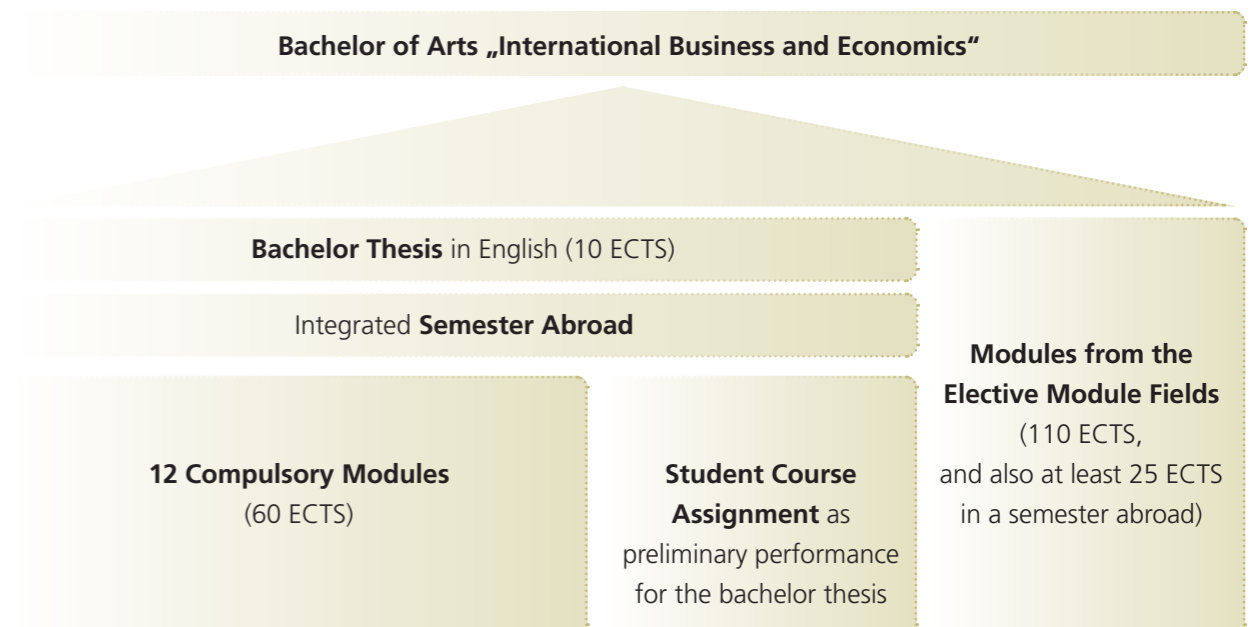 Bachelor of Arts „International Business and Economics“
Bachelor Thesis in English (10 ECTS)
Integrated Semester Abroad
12 Compulsory Modules
(60 ECTS)
Student Course
Assignment as
preliminary performance
for the bachelor thesis
Modules from the
Elective Module Fields
(110 ECTS,
and also at least 25 ECTS
in a semester abroad)